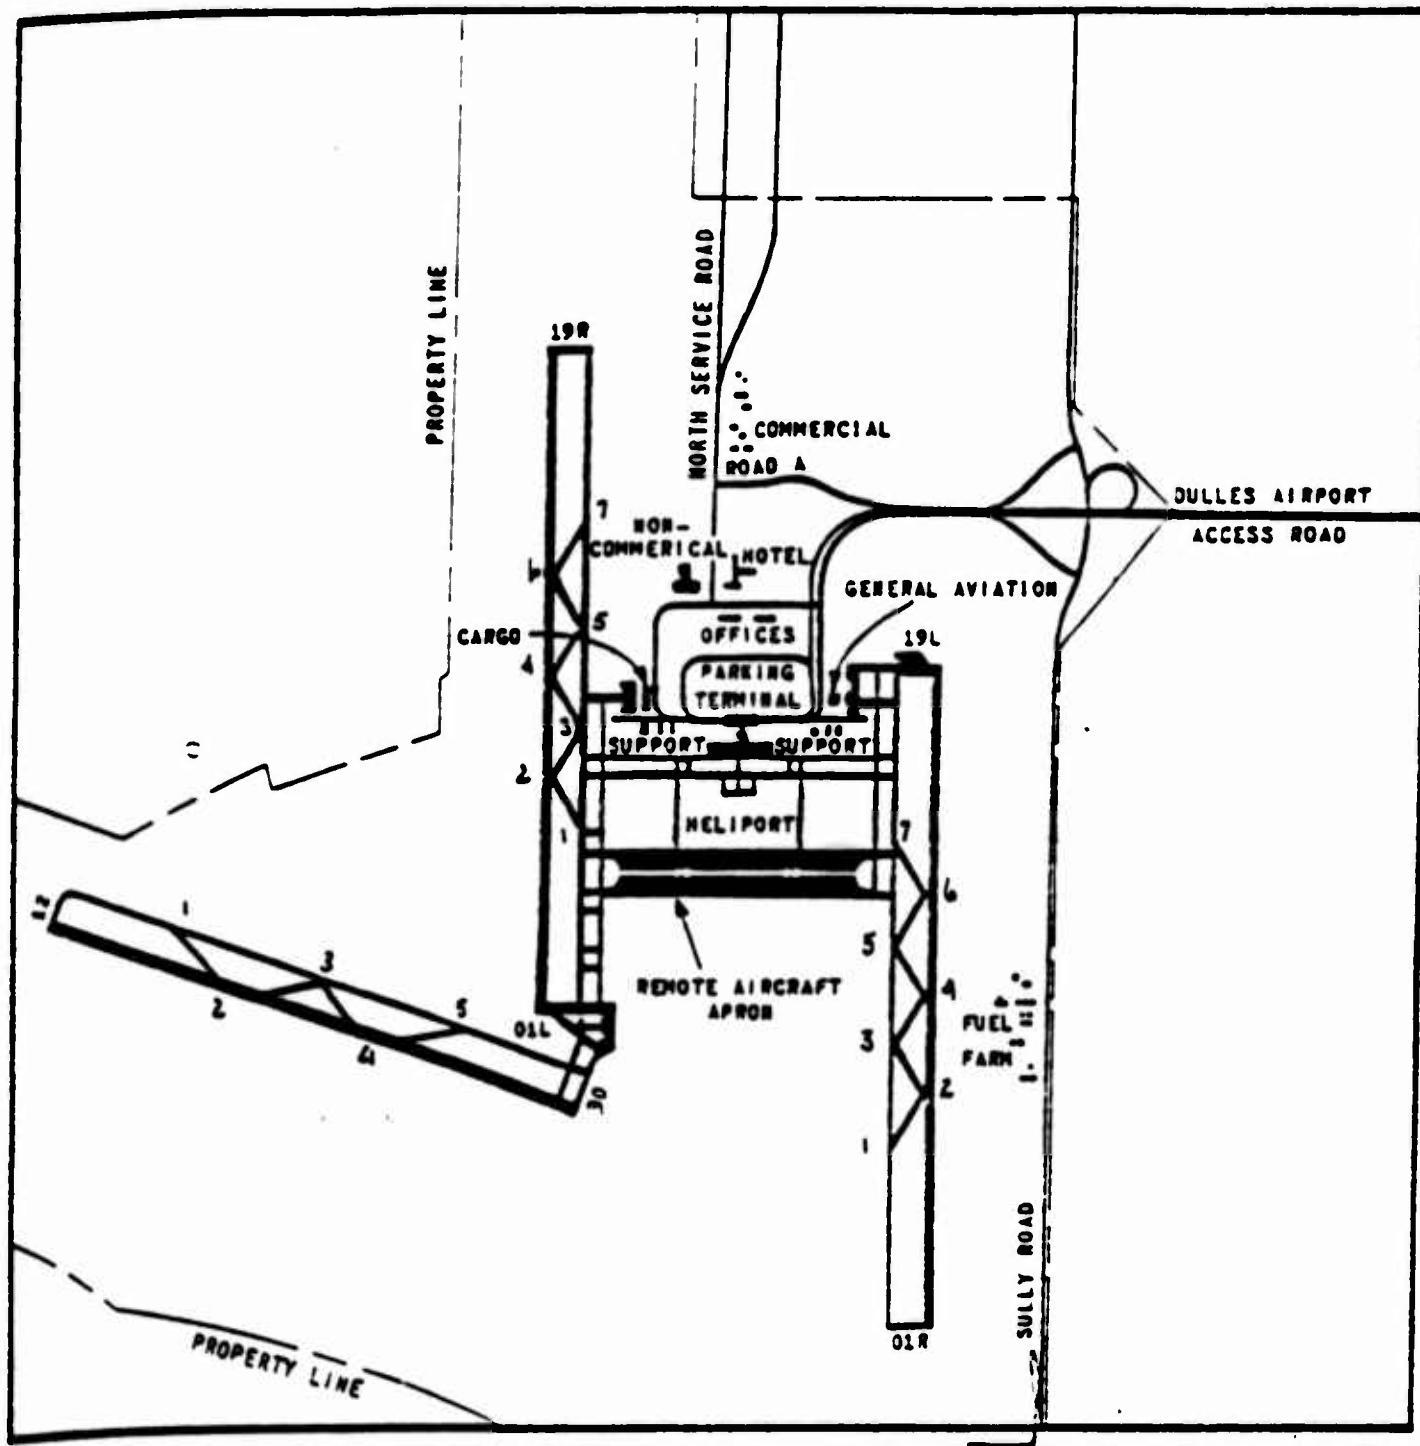 NORTH SERVICE ROAD
PROPERTY LINE
19R
COMMERCIAL
ROAD A
DULLES AIRPORT
ACCESS ROAD
7
NON-
COMMERICAL
HOTEL
6
GENERAL AVIATION
5
CARGO
OFFICES
19L
4
PARKING
TERMINAL
3
SUPPORT
SUPPORT
2
HELIPORT
1
7
6
12
1
5
3
REMOTE AIRCRAFT
APRON
4
2
5
01L
FUEL
FARM
3
4
30
2
1
SULLY ROAD
01R
PROPERTY LINE